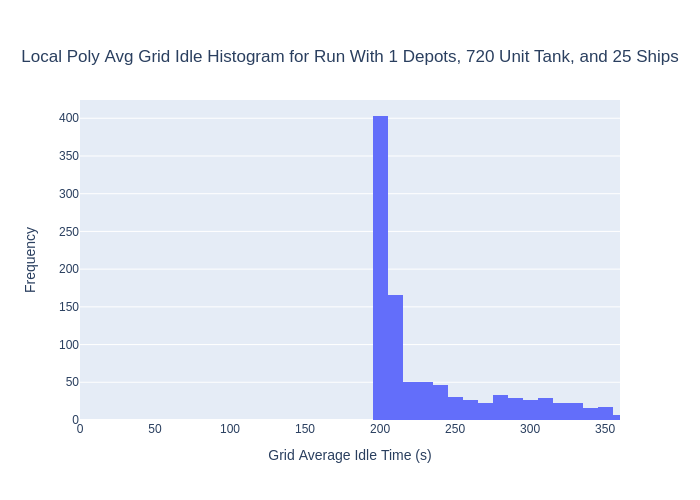 Local Poly Avg Grid Idle Histogram for Run With 1 Depots, 720 Unit Tank, and 25 Ships
400
350
300
250
200
150
100
50
0
Frequency
0 50 100 150 200 250 300 350
Grid Average Idle Time (s)